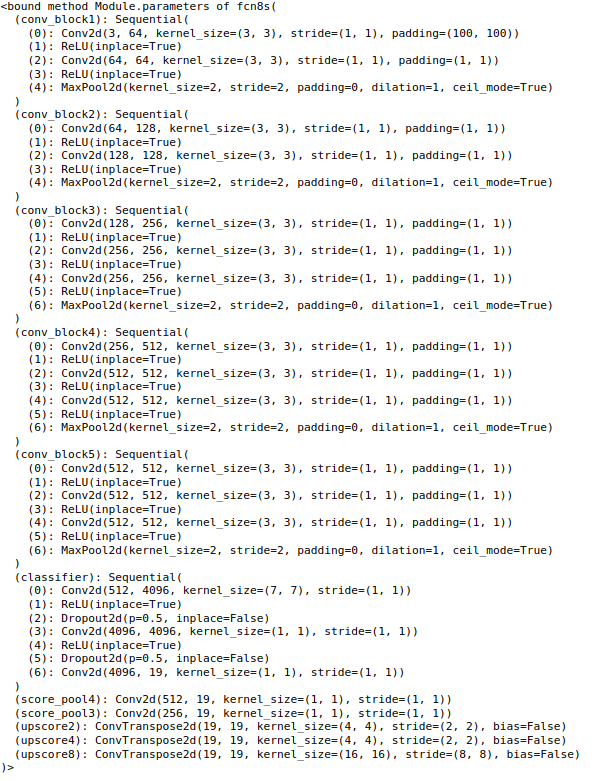 <bound method Module.parameters of fcn8s(
  (conv_block1): Sequential(
    (0): Conv2d(3, 64, kernel_size=(3, 3), stride=(1, 1), padding=(100, 100))
    (1): ReLU(inplace=True)
    (2): Conv2d(64, 64, kernel_size=(3, 3), stride=(1, 1), padding=(1, 1))
    (3): ReLU(inplace=True)
    (4): MaxPool2d(kernel_size=2, stride=2, padding=0, dilation=1, ceil_mode=True)
  )
  (conv_block2): Sequential(
    (0): Conv2d(64, 128, kernel_size=(3, 3), stride=(1, 1), padding=(1, 1))
    (1): ReLU(inplace=True)
    (2): Conv2d(128, 128, kernel_size=(3, 3), stride=(1, 1), padding=(1, 1))
    (3): ReLU(inplace=True)
    (4): MaxPool2d(kernel_size=2, stride=2, padding=0, dilation=1, ceil_mode=True)
  )
  (conv_block3): Sequential(
    (0): Conv2d(128, 256, kernel_size=(3, 3), stride=(1, 1), padding=(1, 1))
    (1): ReLU(inplace=True)
    (2): Conv2d(256, 256, kernel_size=(3, 3), stride=(1, 1), padding=(1, 1))
    (3): ReLU(inplace=True)
    (4): Conv2d(256, 256, kernel_size=(3, 3), stride=(1, 1), padding=(1, 1))
    (5): ReLU(inplace=True)
    (6): MaxPool2d(kernel_size=2, stride=2, padding=0, dilation=1, ceil_mode=True)
  )
  (conv_block4): Sequential(
    (0): Conv2d(256, 512, kernel_size=(3, 3), stride=(1, 1), padding=(1, 1))
    (1): ReLU(inplace=True)
    (2): Conv2d(512, 512, kernel_size=(3, 3), stride=(1, 1), padding=(1, 1))
    (3): ReLU(inplace=True)
    (4): Conv2d(512, 512, kernel_size=(3, 3), stride=(1, 1), padding=(1, 1))
    (5): ReLU(inplace=True)
    (6): MaxPool2d(kernel_size=2, stride=2, padding=0, dilation=1, ceil_mode=True)
  )
  (conv_block5): Sequential(
    (0): Conv2d(512, 512, kernel_size=(3, 3), stride=(1, 1), padding=(1, 1))
    (1): ReLU(inplace=True)
    (2): Conv2d(512, 512, kernel_size=(3, 3), stride=(1, 1), padding=(1, 1))
    (3): ReLU(inplace=True)
    (4): Conv2d(512, 512, kernel_size=(3, 3), stride=(1, 1), padding=(1, 1))
    (5): ReLU(inplace=True)
    (6): MaxPool2d(kernel_size=2, stride=2, padding=0, dilation=1, ceil_mode=True)
  )
  (classifier): Sequential(
    (0): Conv2d(512, 4096, kernel_size=(7, 7), stride=(1, 1))
    (1): ReLU(inplace=True)
    (2): Dropout2d(p=0.5, inplace=False)
    (3): Conv2d(4096, 4096, kernel_size=(1, 1), stride=(1, 1))
    (4): ReLU(inplace=True)
    (5): Dropout2d(p=0.5, inplace=False)
    (6): Conv2d(4096, 19, kernel_size=(1, 1), stride=(1, 1))
  )
  (score_pool4): Conv2d(512, 19, kernel_size=(1, 1), stride=(1, 1))
  (score_pool3): Conv2d(256, 19, kernel_size=(1, 1), stride=(1, 1))
  (upscore2): ConvTranspose2d(19, 19, kernel_size=(4, 4), stride=(2, 2), bias=False)
  (upscore4): ConvTranspose2d(19, 19, kernel_size=(4, 4), stride=(2, 2), bias=False)
  (upscore8): ConvTranspose2d(19, 19, kernel_size=(16, 16), stride=(8, 8), bias=False)
)>